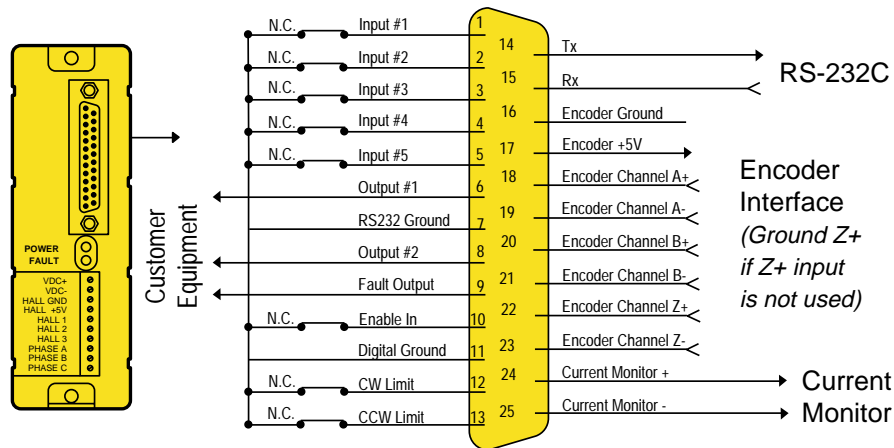 POWER
FAULT
VDC+
VDC-
HALL GND
HALL +5V
HALL 1
HALL 2
HALL 3
PHASE A
PHASE B
PHASE C
Customer
Equipment
N.C. Input #1 1
N.C. Input #2 2
N.C. Input #3 3
N.C. Input #4 4
N.C. Input #5 5
Output #1 6
RS232 Ground 7
Output #2 8
Fault Output 9
N.C. Enable In 10
Digital Ground 11
N.C. CW Limit 12
N.C. CCW Limit 13
14 Tx
15 Rx
RS-232C
16 Encoder Ground
17 Encoder +5V
18 Encoder Channel A+
19 Encoder Channel A-
20 Encoder Channel B+
21 Encoder Channel B-
22 Encoder Channel Z+
23 Encoder Channel Z-
Encoder
Interface
(Ground Z+
if Z+ input
is not used)
24 Current Monitor +
25 Current Monitor -
Current
Monitor